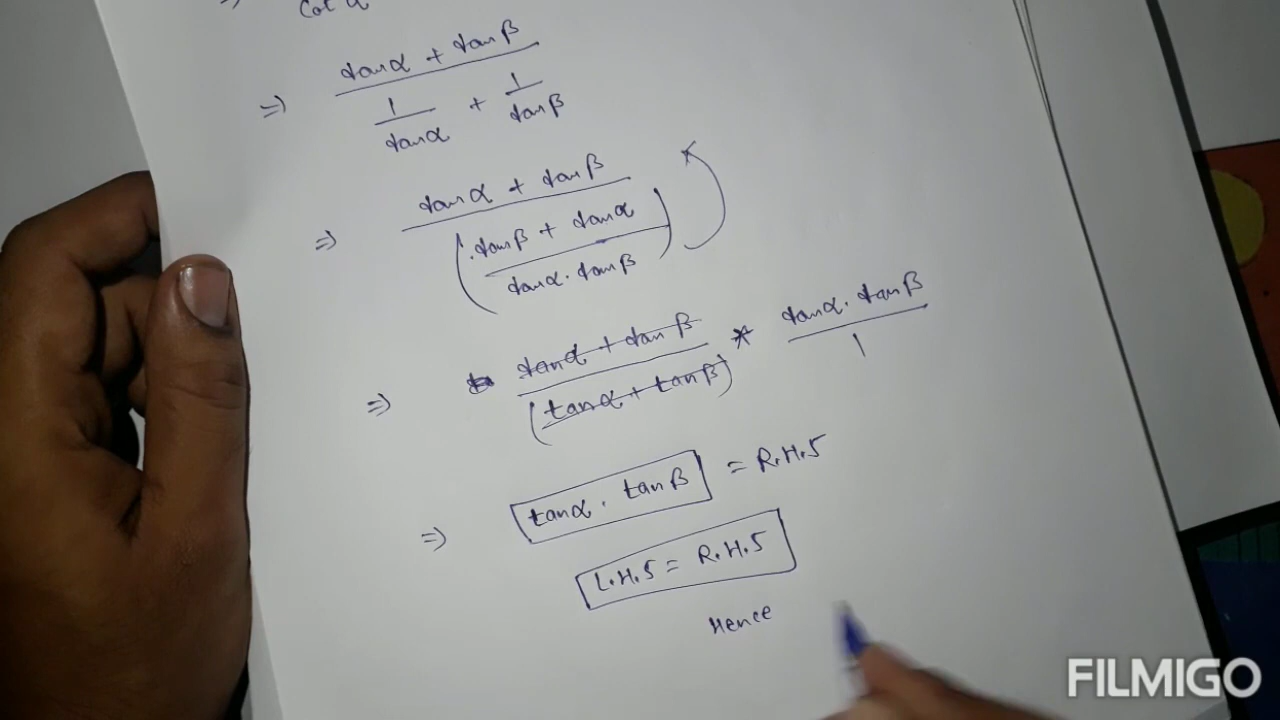 ⇒ cot α
⇒ (tanα + tanβ) / (1/tanα + 1/tanβ)
⇒ (tanα + tanβ) / ((tanβ + tanα) / (tanα · tanβ))
⇒ (tanα + tanβ) / (tanα + tanβ) * (tanα · tanβ) / 1
⇒ tanα · tanβ = R.H.S
L.H.S = R.H.S
Hence
FILMIGO